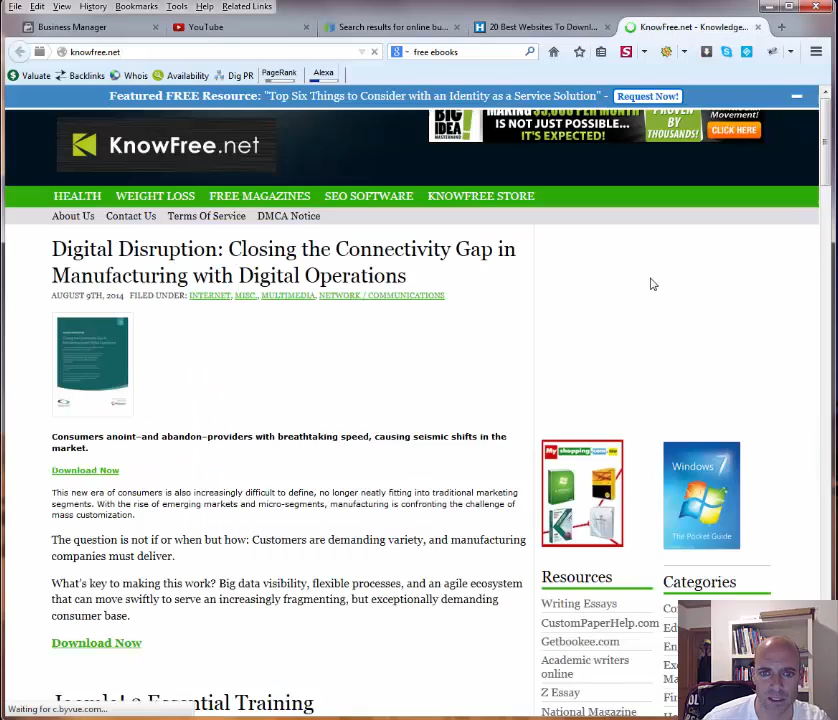 File Edit View History Bookmarks Tools Help Related Links
Business Manager
YouTube
Search results for online bu...
20 Best Websites To Downl...
KnowFree.net - Knowledge...
knowfree.net
free ebooks
Valuate Backlinks Whois Availability Dig PR PageRank Alexa
Featured FREE Resource: "Top Six Things to Consider with an Identity as a Service Solution" - Request Now!
BIG IDEA MASTERMIND
IS NOT JUST POSSIBLE...
IT'S EXPECTED!
PROVEN BY THOUSANDS!
Movement!
CLICK HERE
KnowFree.net
HEALTH WEIGHT LOSS FREE MAGAZINES SEO SOFTWARE KNOWFREE STORE
About Us Contact Us Terms Of Service DMCA Notice
Digital Disruption: Closing the Connectivity Gap in
Manufacturing with Digital Operations
AUGUST 9TH, 2014 FILED UNDER: INTERNET, MISC., MULTIMEDIA, NETWORK / COMMUNICATIONS
Consumers anoint–and abandon–providers with breathtaking speed, causing seismic shifts in the
market.
Download Now
This new era of consumers is also increasingly difficult to define, no longer neatly fitting into traditional marketing
segments. With the rise of emerging markets and micro-segments, manufacturing is confronting the challenge of
mass customization.
The question is not if or when but how: Customers are demanding variety, and manufacturing
companies must deliver.
What's key to making this work? Big data visibility, flexible processes, and an agile ecosystem
that can move swiftly to serve an increasingly fragmenting, but exceptionally demanding
consumer base.
Download Now
Joomla! 3 Essential Training
Myshopping.com
Windows 7
The Pocket Guide
Resources
Writing Essays
CustomPaperHelp.com
Getbookee.com
Academic writers
online
Z Essay
National Magazine
Categories
Waiting for c.byvue.com...